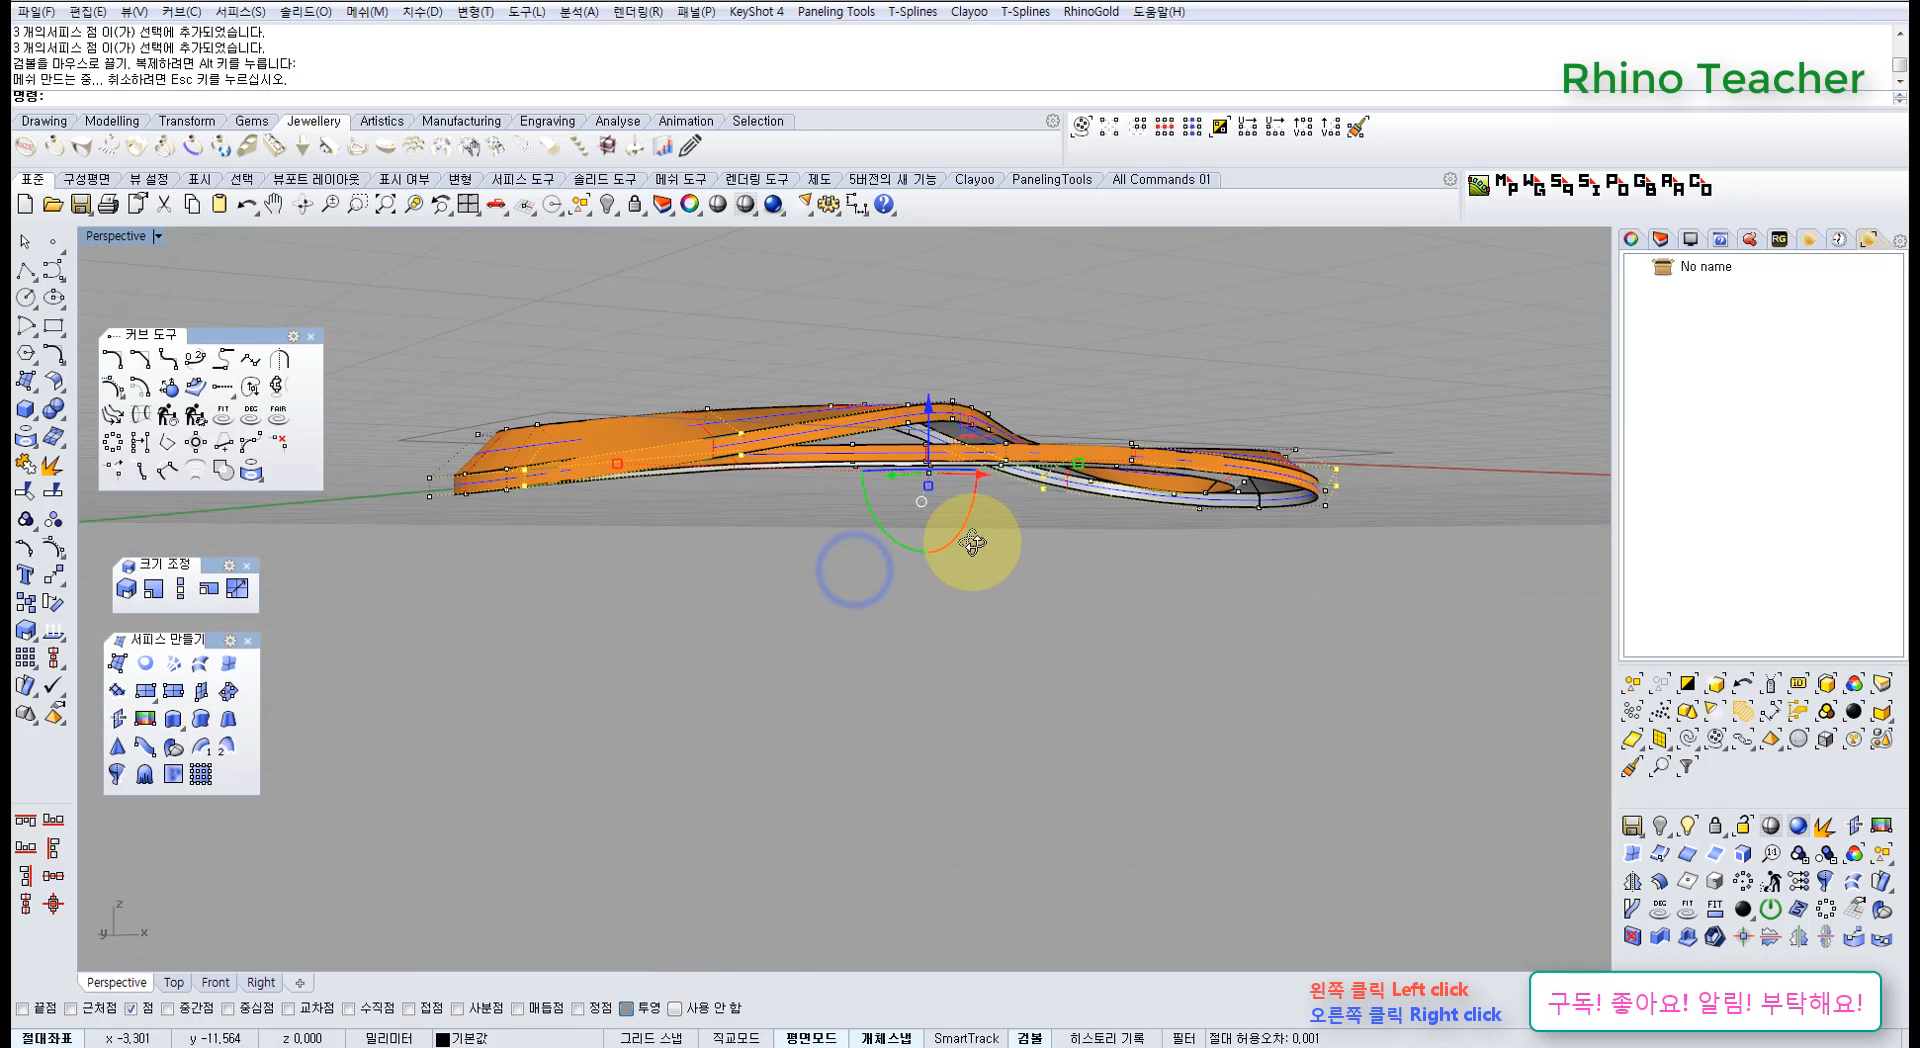 파일(F) 편집(E) 뷰(V) 커브(C) 서피스(S) 솔리드(O) 메쉬(M) 치수(D) 변형(T) 도구(L) 분석(A) 렌더링(R) 패널(P) KeyShot 4 Paneling Tools T-Splines Clayoo T-Splines RhinoGold 도움말(H)
3 개의서피스 점 이(가) 선택에 추가되었습니다.
3 개의서피스 점 이(가) 선택에 추가되었습니다.
검볼을 마우스로 끌기. 복제하려면 Alt 키를 누릅니다:
메쉬 만드는 중... 취소하려면 Esc 키를 누르십시오.
명령:
Rhino Teacher
Drawing Modelling Transform Gems Jewellery Artistics Manufacturing Engraving Analyse Animation Selection
표준 구성평면 뷰 설정 표시 선택 뷰포트 레이아웃 표시 여부 변형 서피스 도구 솔리드 도구 메쉬 도구 렌더링 도구 제도 5버전의 새 기능 Clayoo PanelingTools All Commands 01
Perspective
No name
커브 도구
FIT DEG FAIR
크기 조정
서피스 만들기
DEG FIT FIT
z
y x
Perspective Top Front Right
끝점 근처점 점 중간점 중심점 교차점 수직점 접점 사분점 매듭점 정점 투영 사용 안 함
왼쪽 클릭 Left click
오른쪽 클릭 Right click
구독! 좋아요! 알림! 부탁해요!
절대좌표 x -3,301 y -11,564 z 0,000 밀리미터 기본값 그리드 스냅 직교모드 평면모드 개체스냅 SmartTrack 검볼 히스토리 기록 필터 절대 허용오차: 0,001